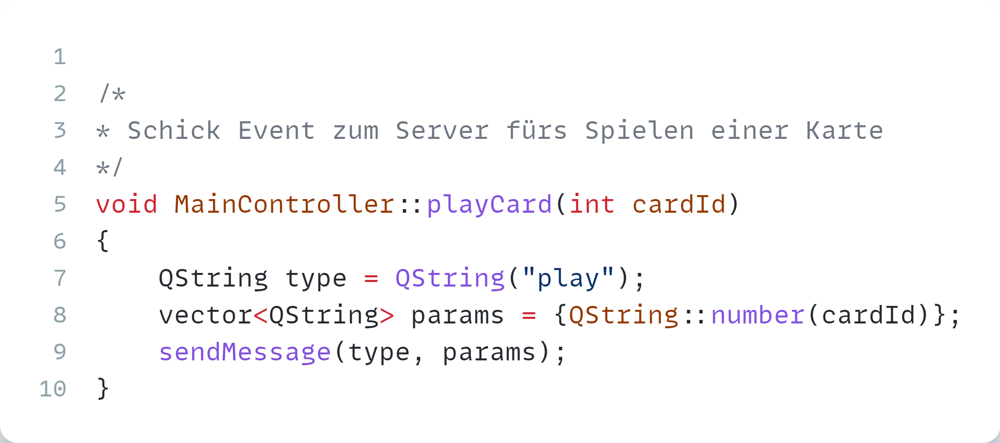 1
2 /*
3 * Schick Event zum Server fürs Spielen einer Karte
4 */
5 void MainController::playCard(int cardId)
6 {
7     QString type = QString("play");
8     vector<QString> params = {QString::number(cardId)};
9     sendMessage(type, params);
10 }